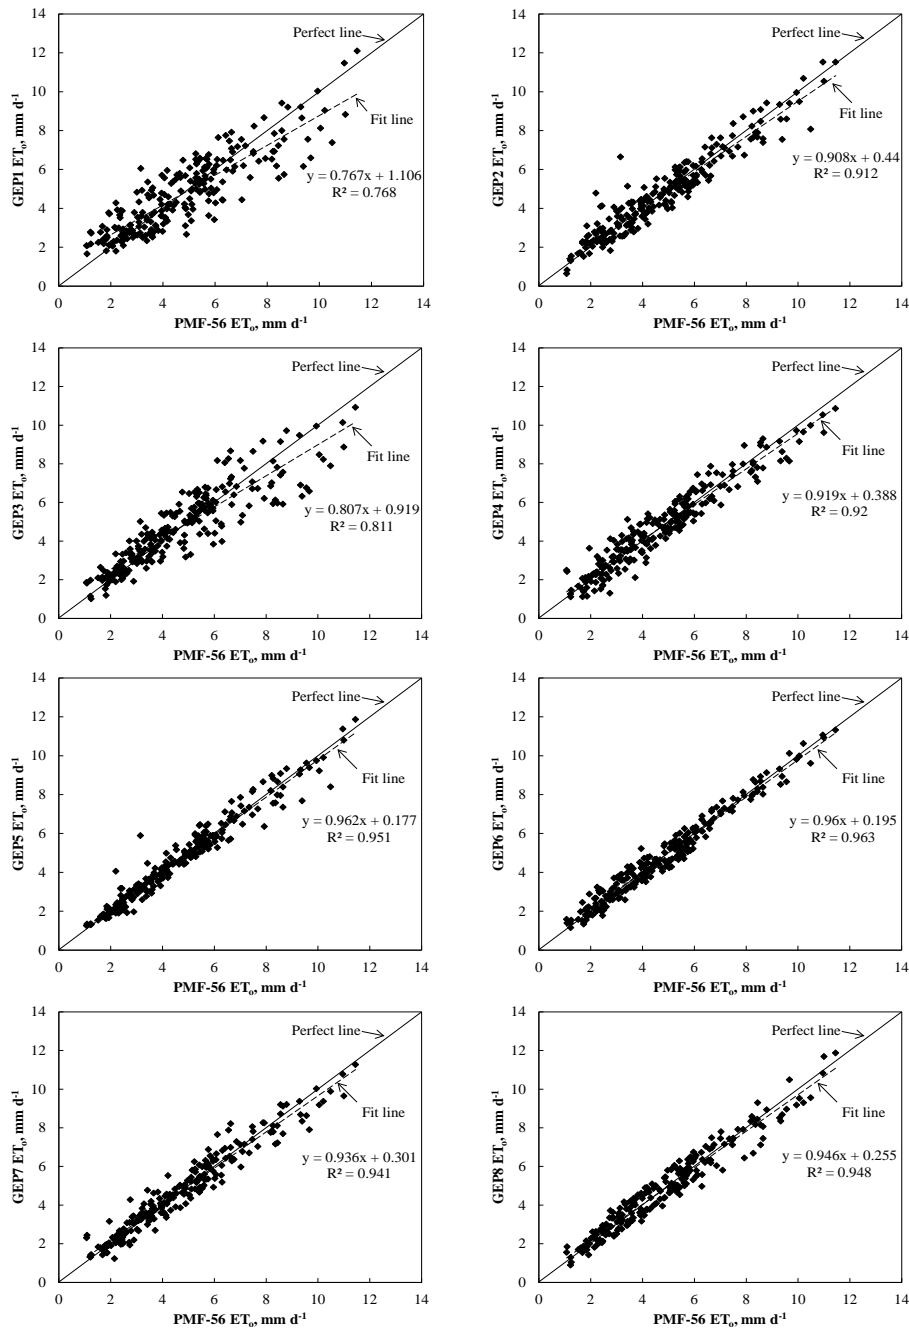 14
12
10
8
6
4
2
0
GEP1 ETo, mm d-1
Perfect line
Fit line
y = 0.767x + 1.106
R² = 0.768
0 2 4 6 8 10 12 14
PMF-56 ETo, mm d-1
14
12
10
8
6
4
2
0
GEP2 ETo, mm d-1
Perfect line
Fit line
y = 0.908x + 0.44
R² = 0.912
0 2 4 6 8 10 12 14
PMF-56 ETo, mm d-1
14
12
10
8
6
4
2
0
GEP3 ETo, mm d-1
Perfect line
Fit line
y = 0.807x + 0.919
R² = 0.811
0 2 4 6 8 10 12 14
PMF-56 ETo, mm d-1
14
12
10
8
6
4
2
0
GEP4 ETo, mm d-1
Perfect line
Fit line
y = 0.919x + 0.388
R² = 0.92
0 2 4 6 8 10 12 14
PMF-56 ETo, mm d-1
14
12
10
8
6
4
2
0
GEP5 ETo, mm d-1
Perfect line
Fit line
y = 0.962x + 0.177
R² = 0.951
0 2 4 6 8 10 12 14
PMF-56 ETo, mm d-1
14
12
10
8
6
4
2
0
GEP6 ETo, mm d-1
Perfect line
Fit line
y = 0.96x + 0.195
R² = 0.963
0 2 4 6 8 10 12 14
PMF-56 ETo, mm d-1
14
12
10
8
6
4
2
0
GEP7 ETo, mm d-1
Perfect line
Fit line
y = 0.936x + 0.301
R² = 0.941
0 2 4 6 8 10 12 14
PMF-56 ETo, mm d-1
14
12
10
8
6
4
2
0
GEP8 ETo, mm d-1
Perfect line
Fit line
y = 0.946x + 0.255
R² = 0.948
0 2 4 6 8 10 12 14
PMF-56 ETo, mm d-1